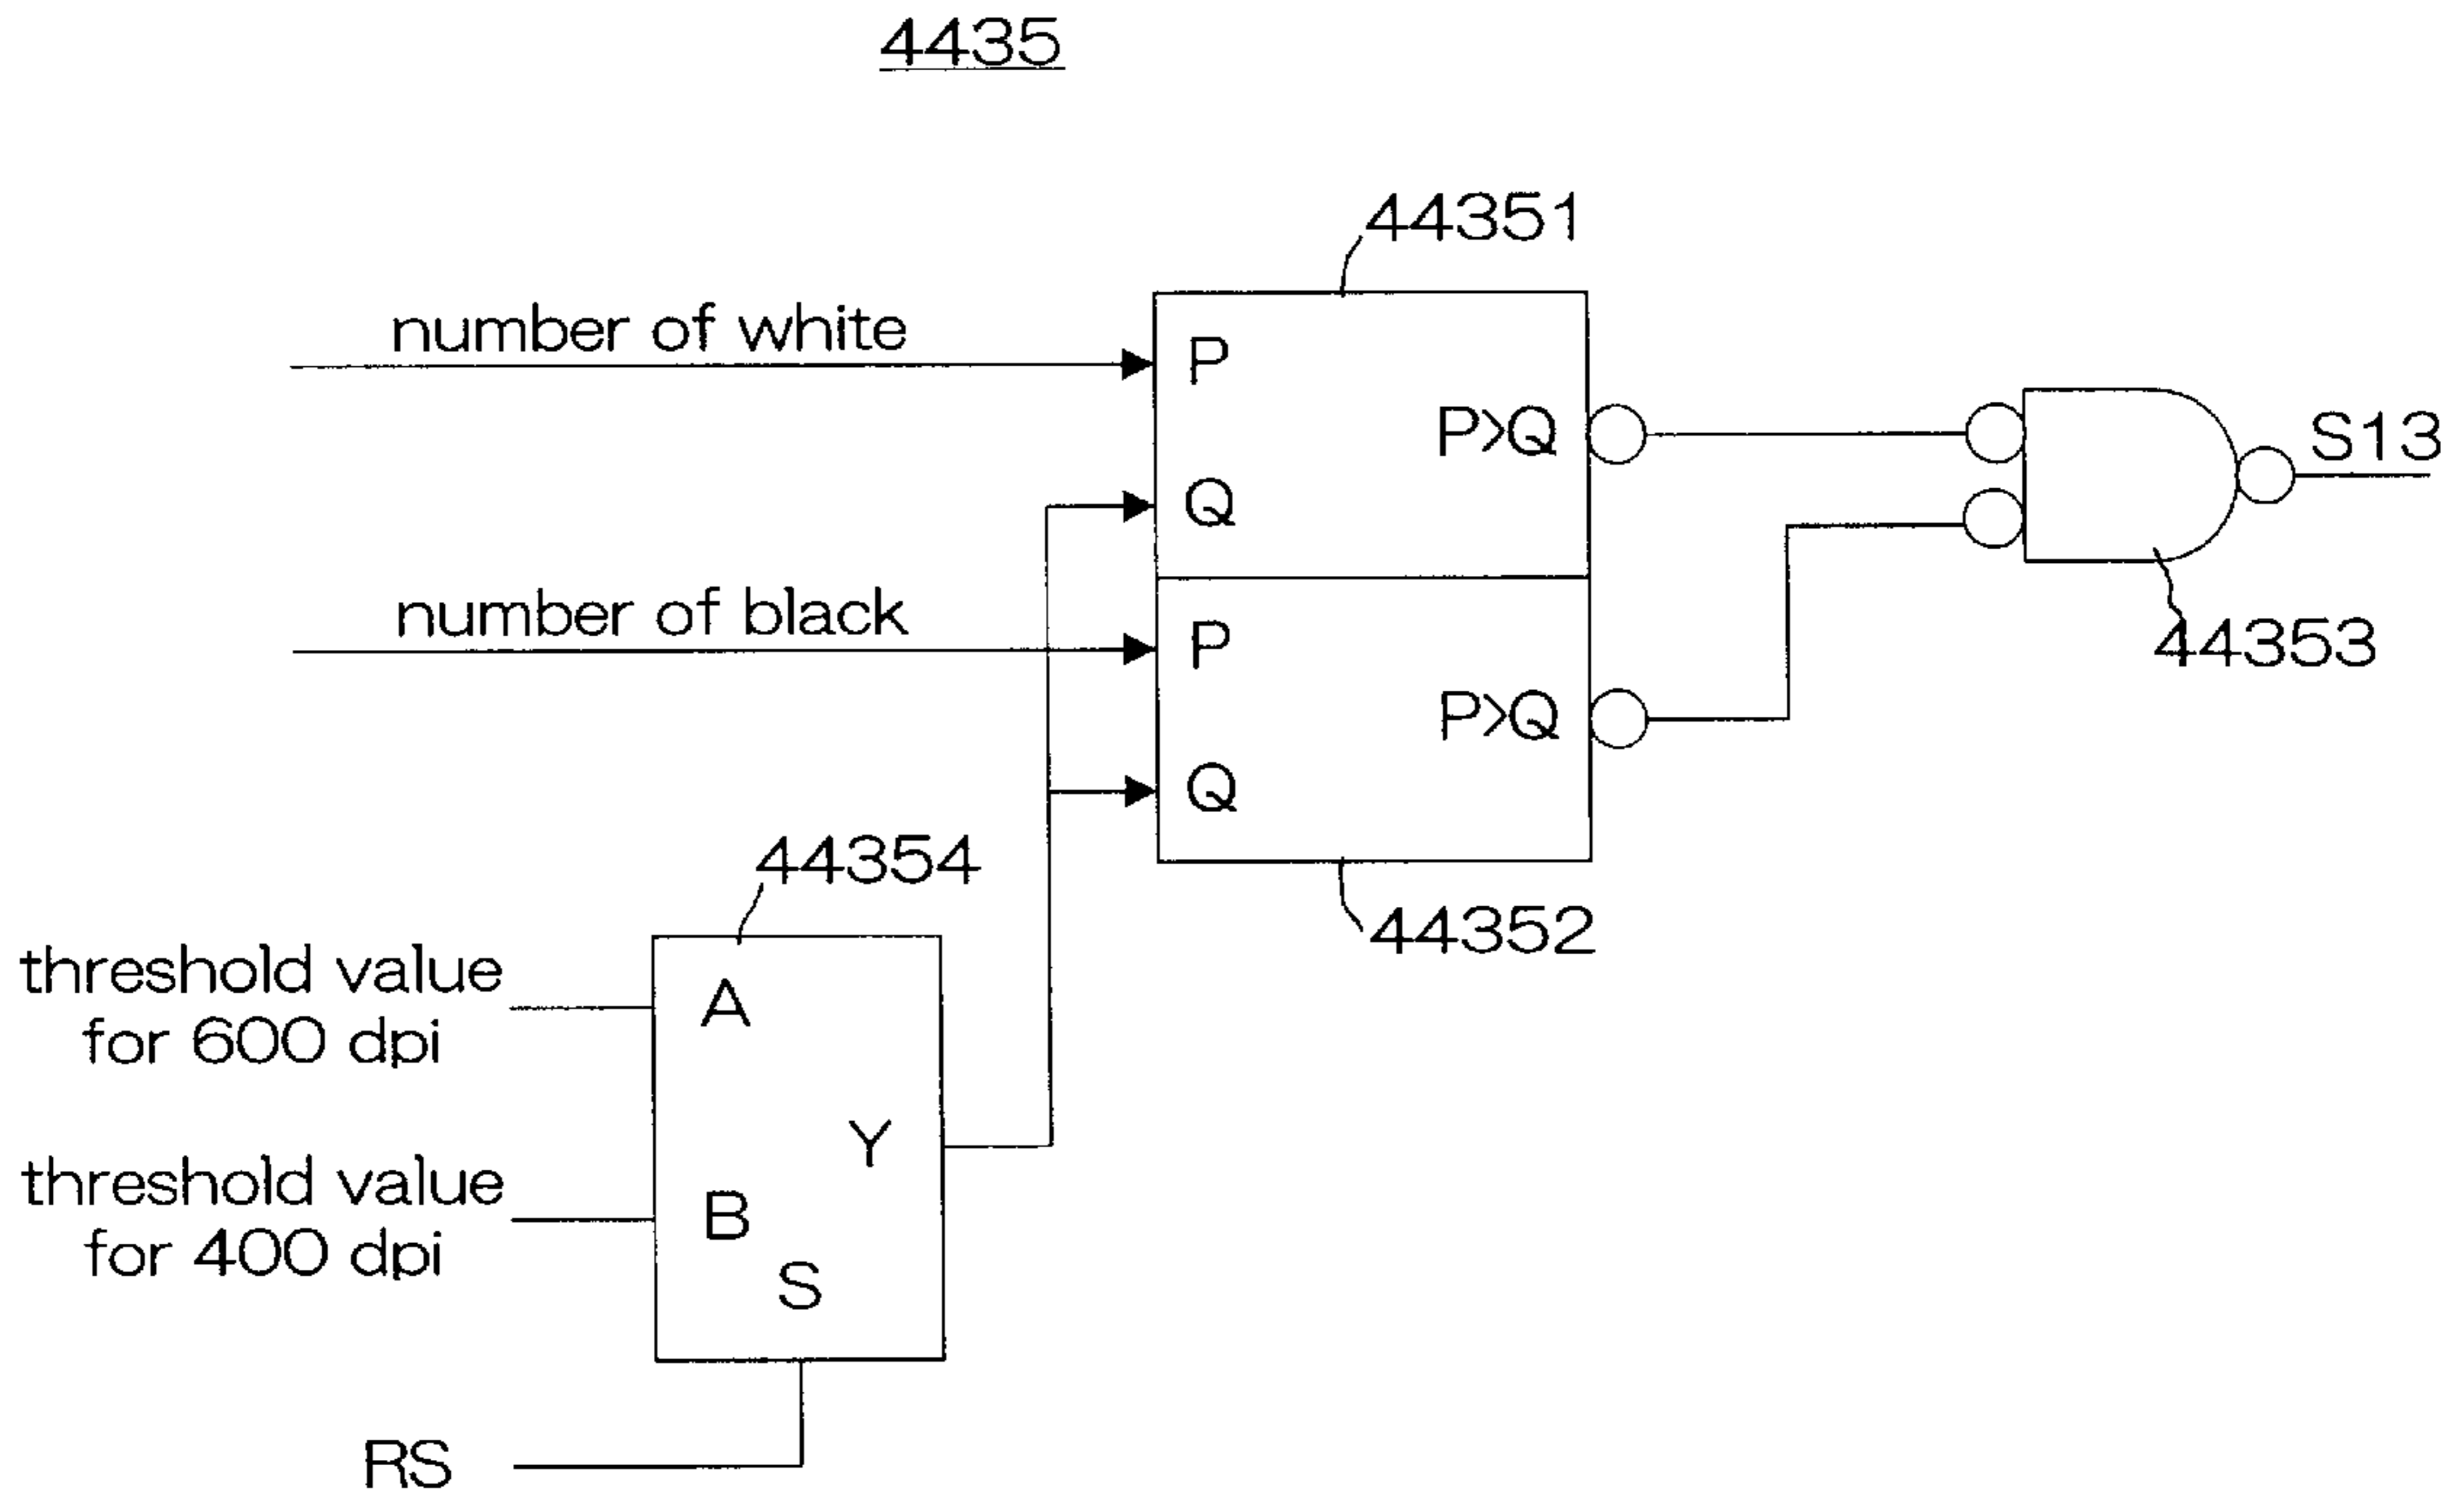 4435
44351
number of white
P
P>Q
Q
S13
number of black
P
P>Q
Q
44353
44354
44352
threshold value
for 600 dpi
A
Y
threshold value
for 400 dpi
B
S
RS